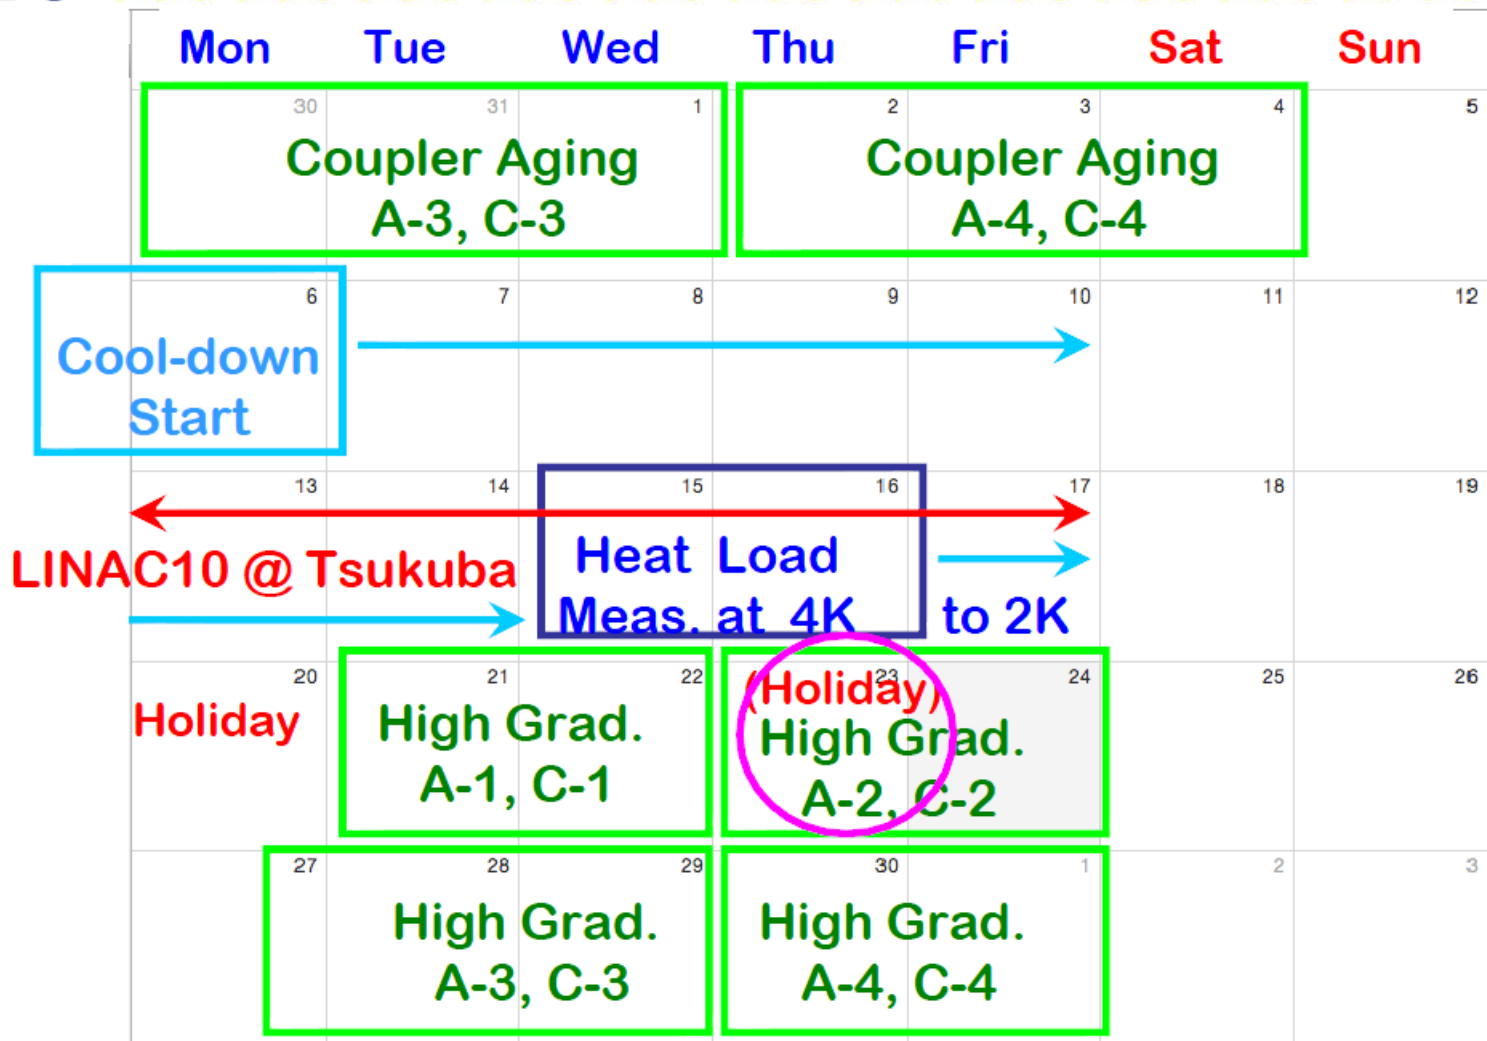 Mon Tue Wed Thu Fri Sat Sun
30 31 1 2 3 4 5
Coupler Aging Coupler Aging
A-3, C-3 A-4, C-4
6 7 8 9 10 11 12
Cool-down
Start
13 14 15 16 17 18 19
LINAC10 @ Tsukuba Heat Load
Meas. at 4K to 2K
20 21 22 23 24 25 26
Holiday (Holiday)
High Grad. High Grad.
A-1, C-1 A-2, C-2
27 28 29 30 1 2 3
High Grad. High Grad.
A-3, C-3 A-4, C-4